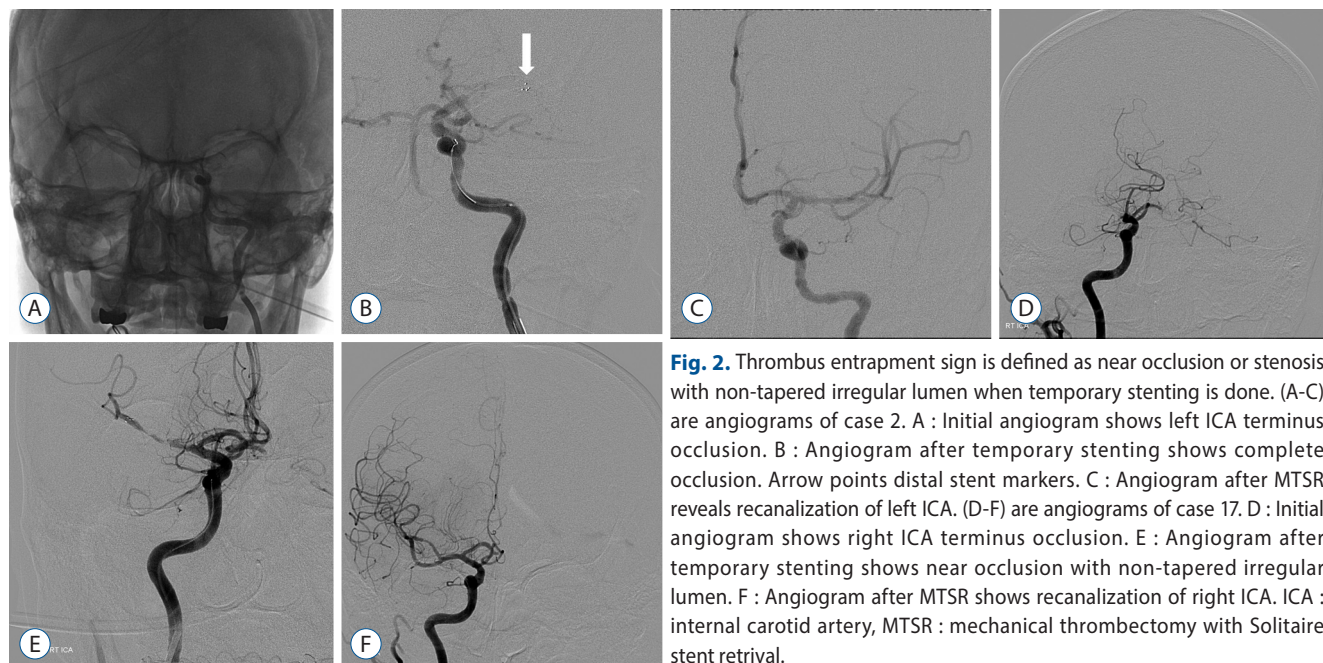 A
B
C
D
RT ICA
E
RT ICA
F
Fig. 2. Thrombus entrapment sign is defined as near occlusion or stenosis
with non-tapered irregular lumen when temporary stenting is done. (A-C)
are angiograms of case 2. A : Initial angiogram shows left ICA terminus
occlusion. B : Angiogram after temporary stenting shows complete
occlusion. Arrow points distal stent markers. C : Angiogram after MTSR
reveals recanalization of left ICA. (D-F) are angiograms of case 17. D : Initial
angiogram shows right ICA terminus occlusion. E : Angiogram after
temporary stenting shows near occlusion with non-tapered irregular
lumen. F : Angiogram after MTSR shows recanalization of right ICA. ICA :
internal carotid artery, MTSR : mechanical thrombectomy with Solitaire
stent retrival.